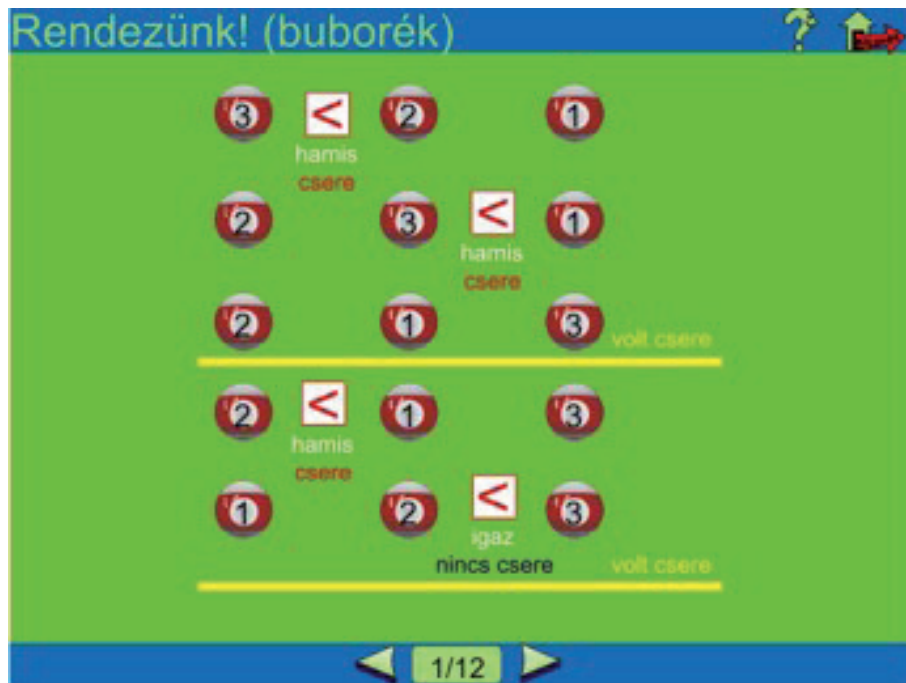 Rendezünk! (buborék)
?
3 < 2 1
hamis
csere
2 3 < 1
hamis
csere
2 1 3 volt csere
2 < 1 3
hamis
csere
1 2 < 3
igaz
nincs csere volt csere
1/12